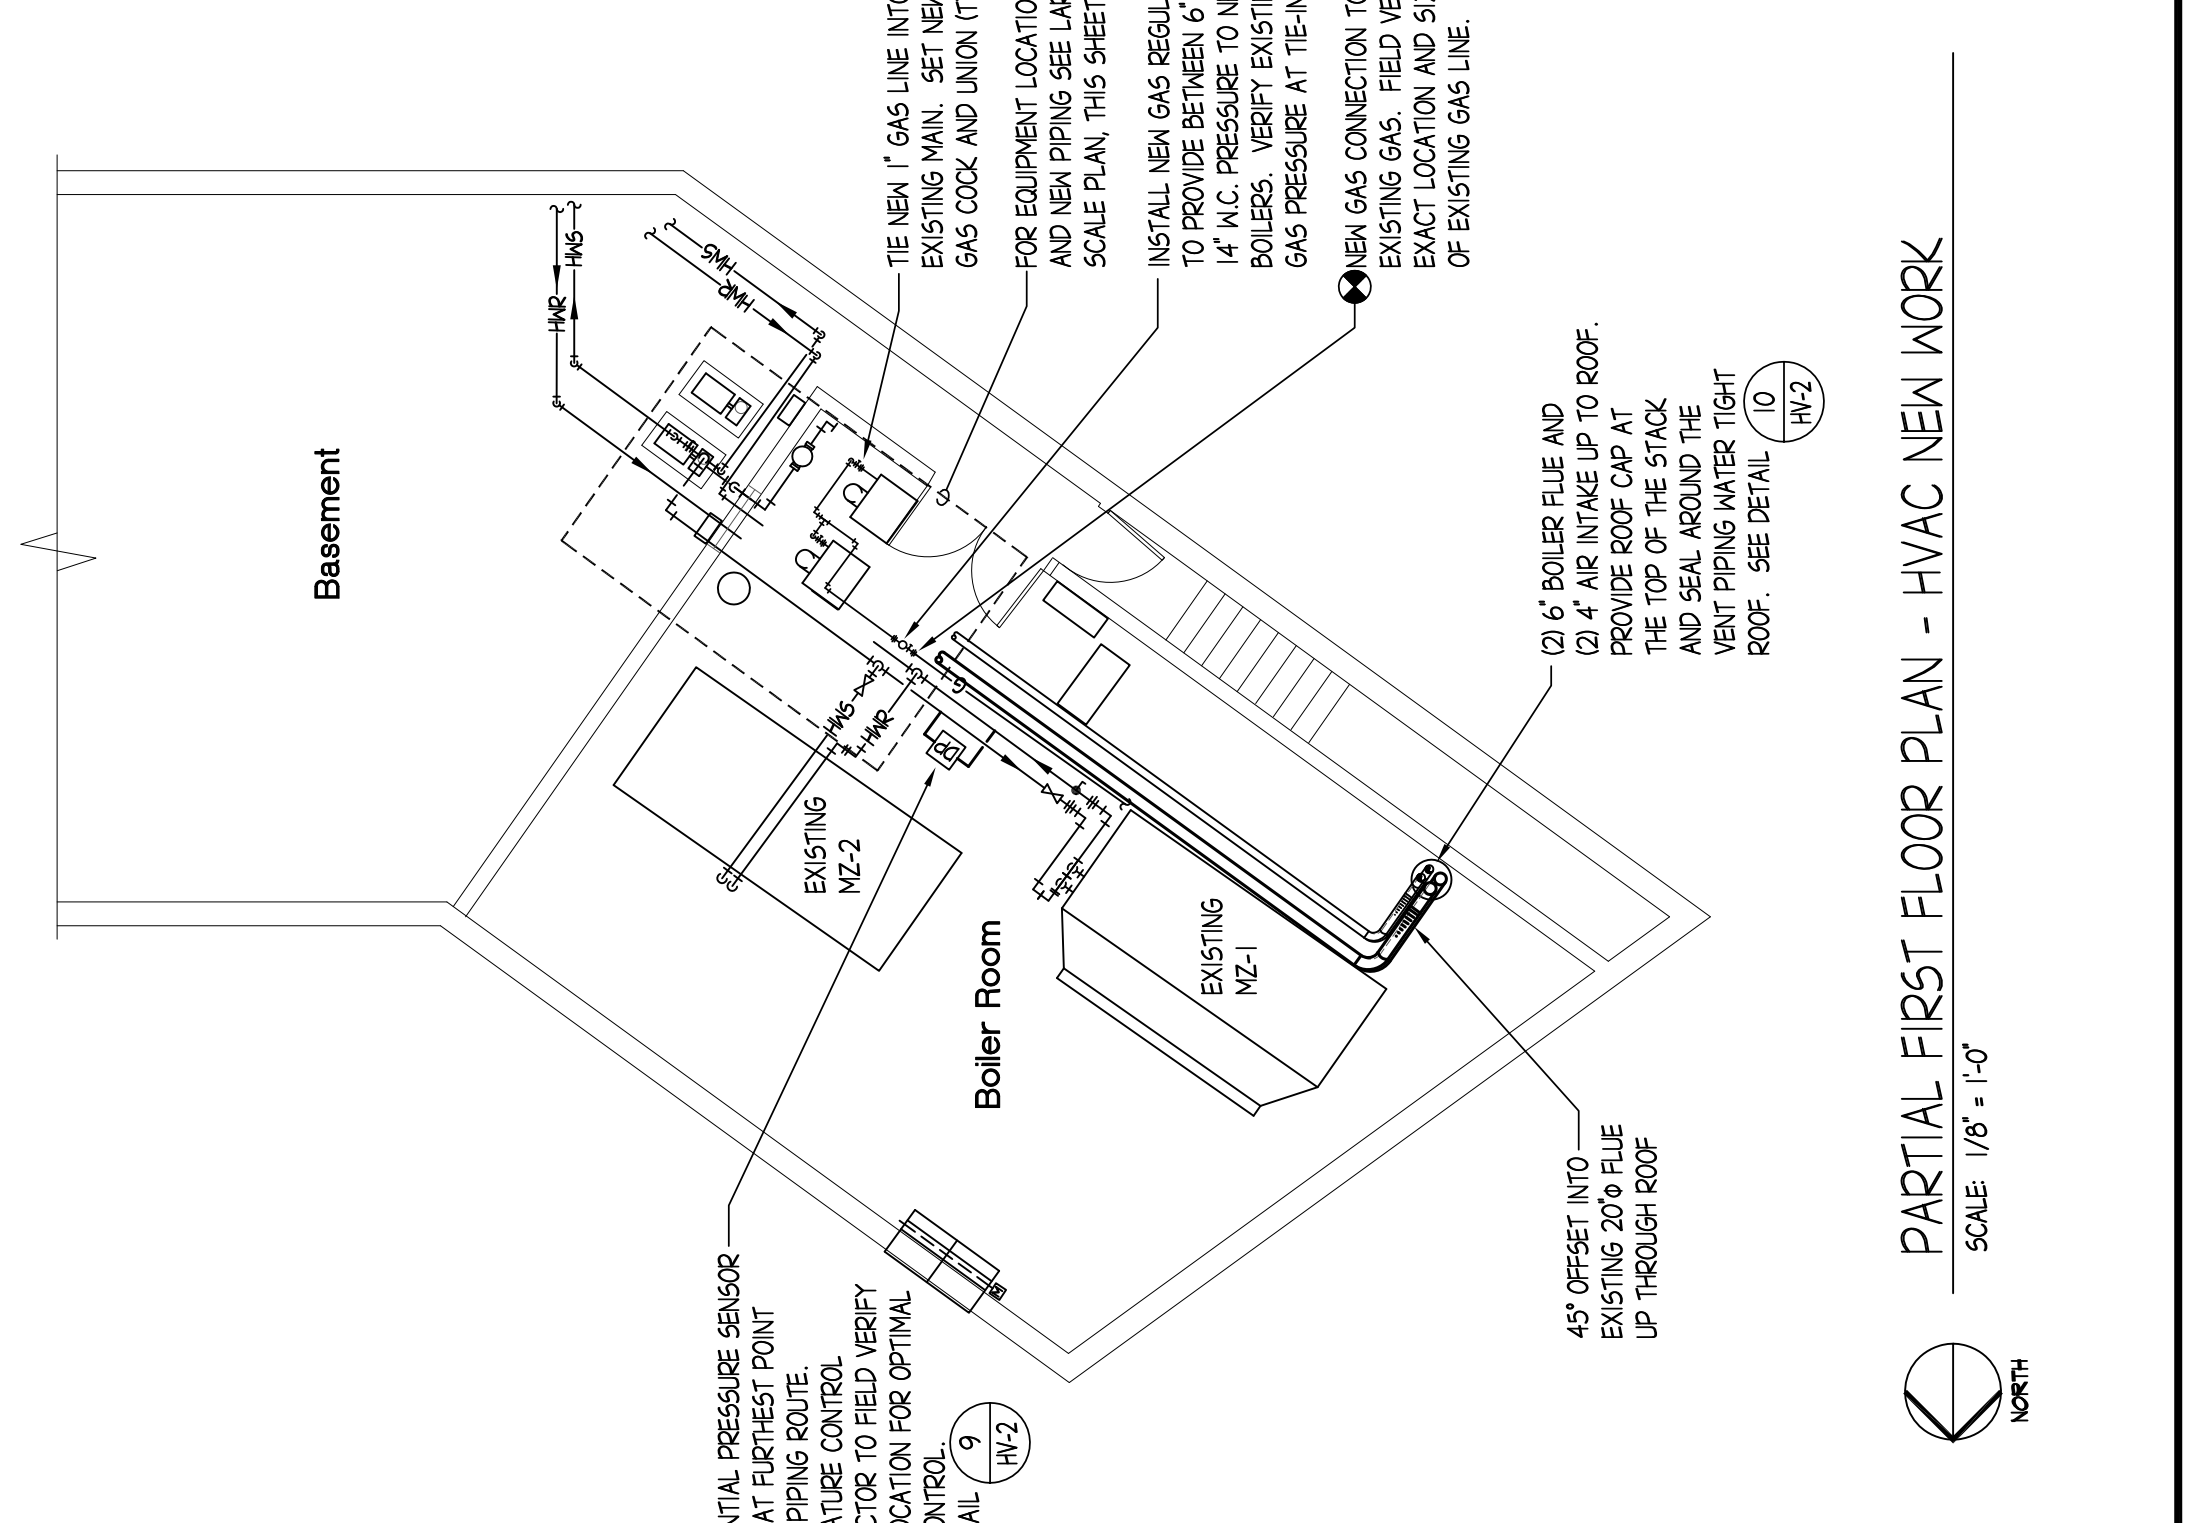 Basement
HWR
HWS
HWS
HWR
TIE NEW 1" GAS LINE INTO
EXISTING MAIN. SET NEW
GAS COCK AND UNION (T
FOR EQUIPMENT LOCATIO
AND NEW PIPING SEE LAR
SCALE PLAN, THIS SHEET
INSTALL NEW GAS REGUL
TO PROVIDE BETWEEN 6"
14" W.C. PRESSURE TO NE
BOILERS. VERIFY EXISTIN
GAS PRESSURE AT TIE-IN
NEW GAS CONNECTION TO
EXISTING GAS. FIELD VE
EXACT LOCATION AND SIZ
OF EXISTING GAS LINE.
(2) 6" BOILER FLUE AND
(2) 4" AIR INTAKE UP TO ROOF.
PROVIDE ROOF CAP AT
THE TOP OF THE STACK
AND SEAL AROUND THE
VENT PIPING WATER TIGHT
ROOF. SEE DETAIL
10
HV-2
HWS
HWR
G
DP
EXISTING
MZ-2
Boiler Room
EXISTING
MZ-1
M
NTIAL PRESSURE SENSOR
AT FURTHEST POINT
PIPING ROUTE.
ATURE CONTROL
CTOR TO FIELD VERIFY
OCATION FOR OPTIMAL
ONTROL.
AIL
9
HV-2
45° OFFSET INTO
EXISTING 20"Φ FLUE
UP THROUGH ROOF
PARTIAL FIRST FLOOR PLAN - HVAC NEW WORK
SCALE: 1/8" = 1'-0"
NORTH